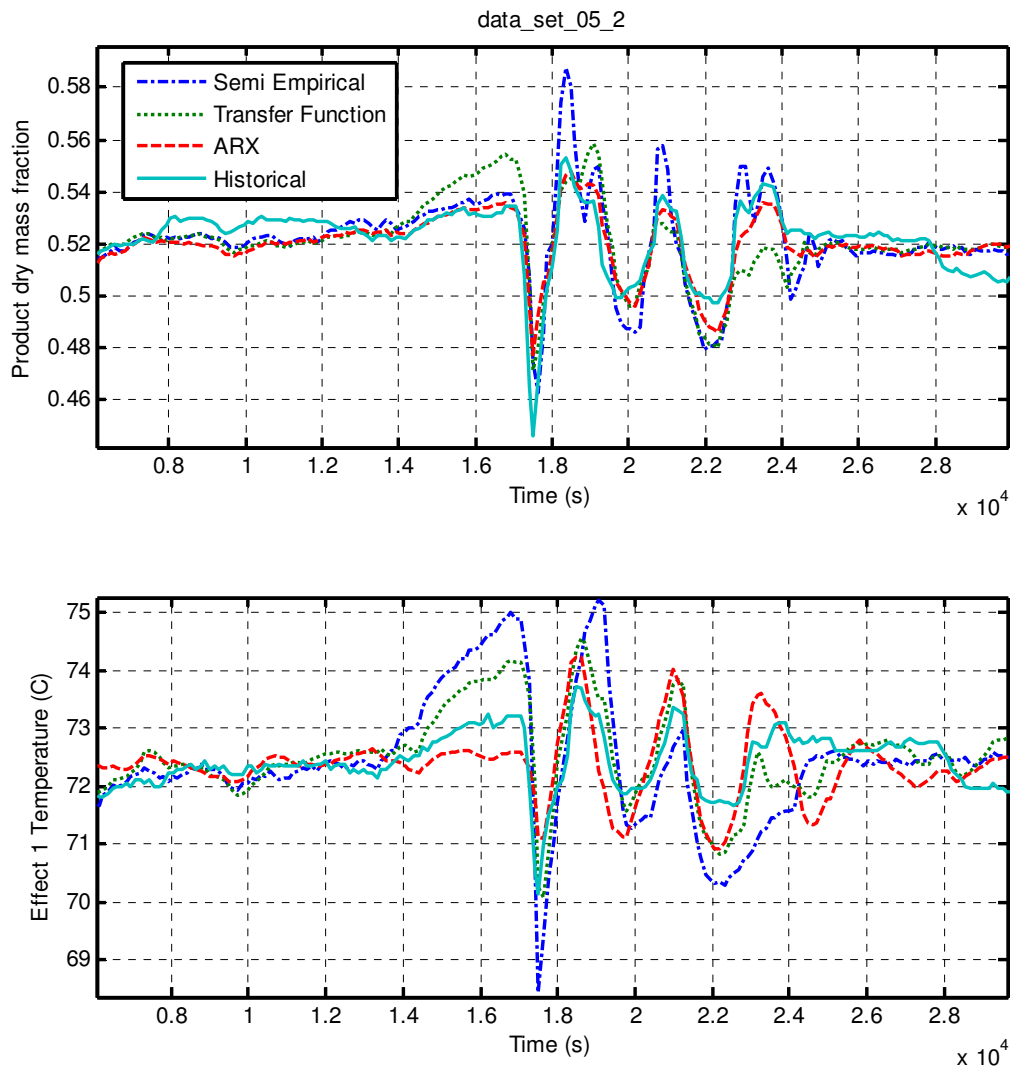 data_set_05_2
Product dry mass fraction
0.58
0.56
0.54
0.52
0.5
0.48
0.46
Semi Empirical
Transfer Function
ARX
Historical
0.8 1 1.2 1.4 1.6 1.8 2 2.2 2.4 2.6 2.8
Time (s)
x 10^4
Effect 1 Temperature (C)
75
74
73
72
71
70
69
0.8 1 1.2 1.4 1.6 1.8 2 2.2 2.4 2.6 2.8
Time (s)
x 10^4